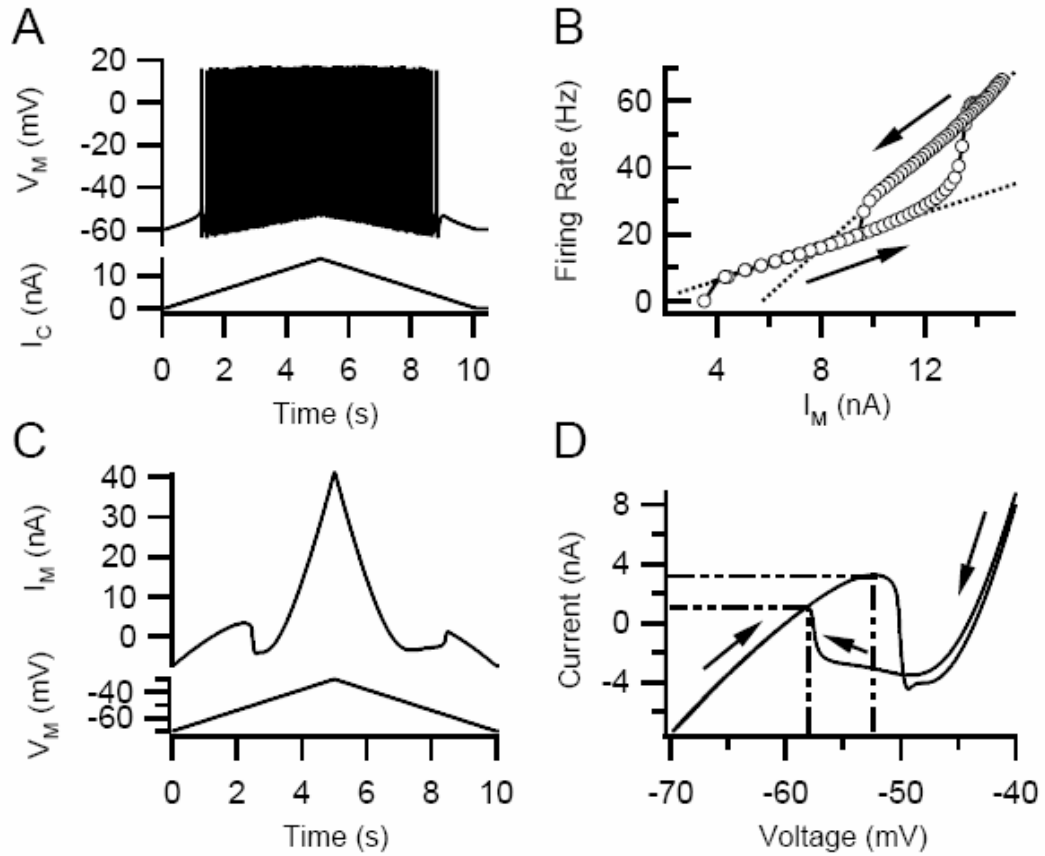 A
20
0
-20
-40
-60
V_M (mV)
10
0
I_C (nA)
0 2 4 6 8 10
Time (s)
B
60
40
20
0
Firing Rate (Hz)
4 8 12
I_M (nA)
C
40
30
20
10
0
I_M (nA)
-40
-60
V_M (mV)
0 2 4 6 8 10
Time (s)
D
8
4
0
-4
Current (nA)
-70 -60 -50 -40
Voltage (mV)